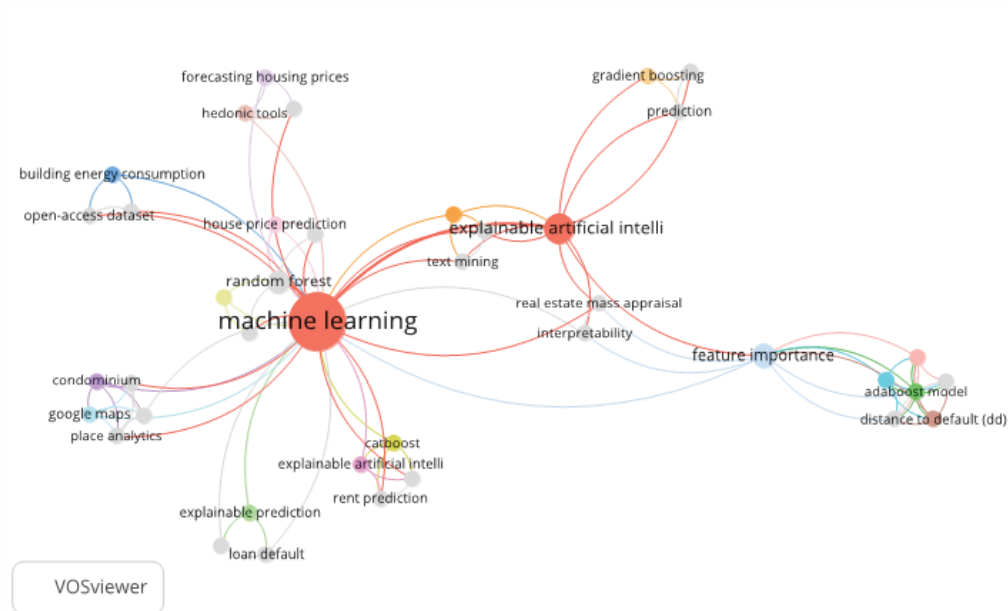 forecasting housing prices
gradient boosting
hedonic tools
prediction
building energy consumption
open-access dataset
house price prediction
explainable artificial intelli
text mining
random forest
real estate mass appraisal
machine learning
interpretability
feature importance
condominium
adaboost model
google maps
distance to default (dd)
place analytics
catboost
explainable artificial intelli
rent prediction
explainable prediction
loan default
VOSviewer